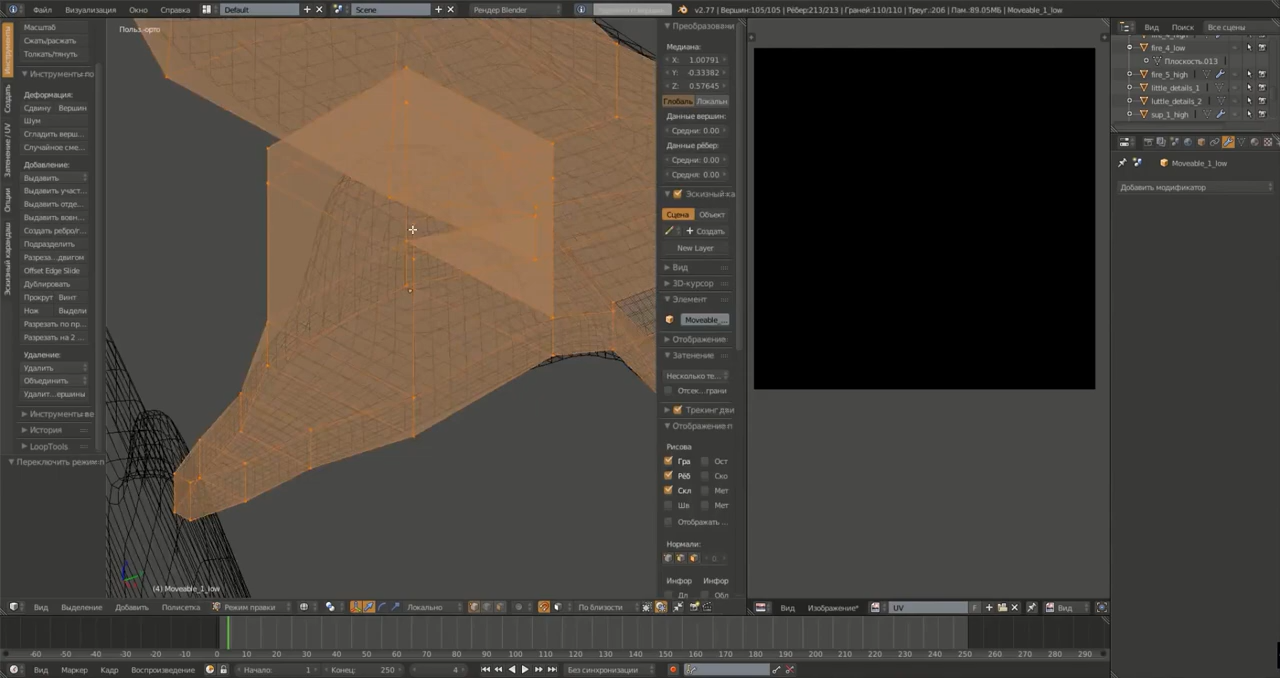 Файл Визуализация Окно Справка Default Scene Рендер Blender v2.77 | Вершин:105/105 | Рёбер:213/213 | Граней:110/110 | Треуг.:206 | Пам.:89.05МБ | Moveable_1_low
Вид Поиск Все сцены
Масштаб
Сжать/расжать
Толкать/тянуть
Инструменты по
Деформация:
Сдвину Вершин
Шум
Сгладить верш...
Случайное сме...
Добавление:
Выдавить
Выдавить участ...
Выдавить отде...
Выдавить вовн...
Создать ребро/г...
Подразделить
Разреза...двигом
Offset Edge Slide
Дублировать
Прокрут Винт
Нож Выдели
Разрезать по пр...
Разрезать на 2 ...
Удаление:
Удалить
Объединить
Удалит...ершины
Инструменты ве
История
LoopTools
Переключить режим:п
Инструменты
Создать
Затенение / UV
Опции
Эскизный карандаш
Польз.-орто
(4) Moveable_1_low
Преобразовани
Медиана:
X: 1.00791
Y: -0.33382
Z: 0.57645
Глобаль Локальн
Данные вершин:
Средни: 0.00
Данные рёбер:
Средни: 0.00
Средня: 0.00
Эскизный ка
Сцена Объект
Создать
New Layer
Вид
3D-курсор
Элемент
Moveable_...
Отображение
Затенение
Несколько те...
Отсек...грани
Трекинг дви
Отображение п
Рисова
Гра Ост
Рёб Ско
Скл Мет
Шв Мет
Отображать ...
Нормали:
Инфор Инфор
Дл Обл
fire_4_low
Плоскость.013
fire_5_high
little_details_1
luttle_details_2
sup_1_high
Moveable_1_low
Добавить модификатор
Вид Выделение Добавить Полисетка Режим правки Локально По близости
Вид Изображение* UV F Вид
-60 -50 -40 -30 -20 -10 0 10 20 30 40 50 60 70 80 90 100 110 120 130 140 150 160 170 180 190 200 210 220 230 240 250 260 270 280 290
Вид Маркер Кадр Воспроизведение Начало: 1 Конец: 250 4 Без синхронизации